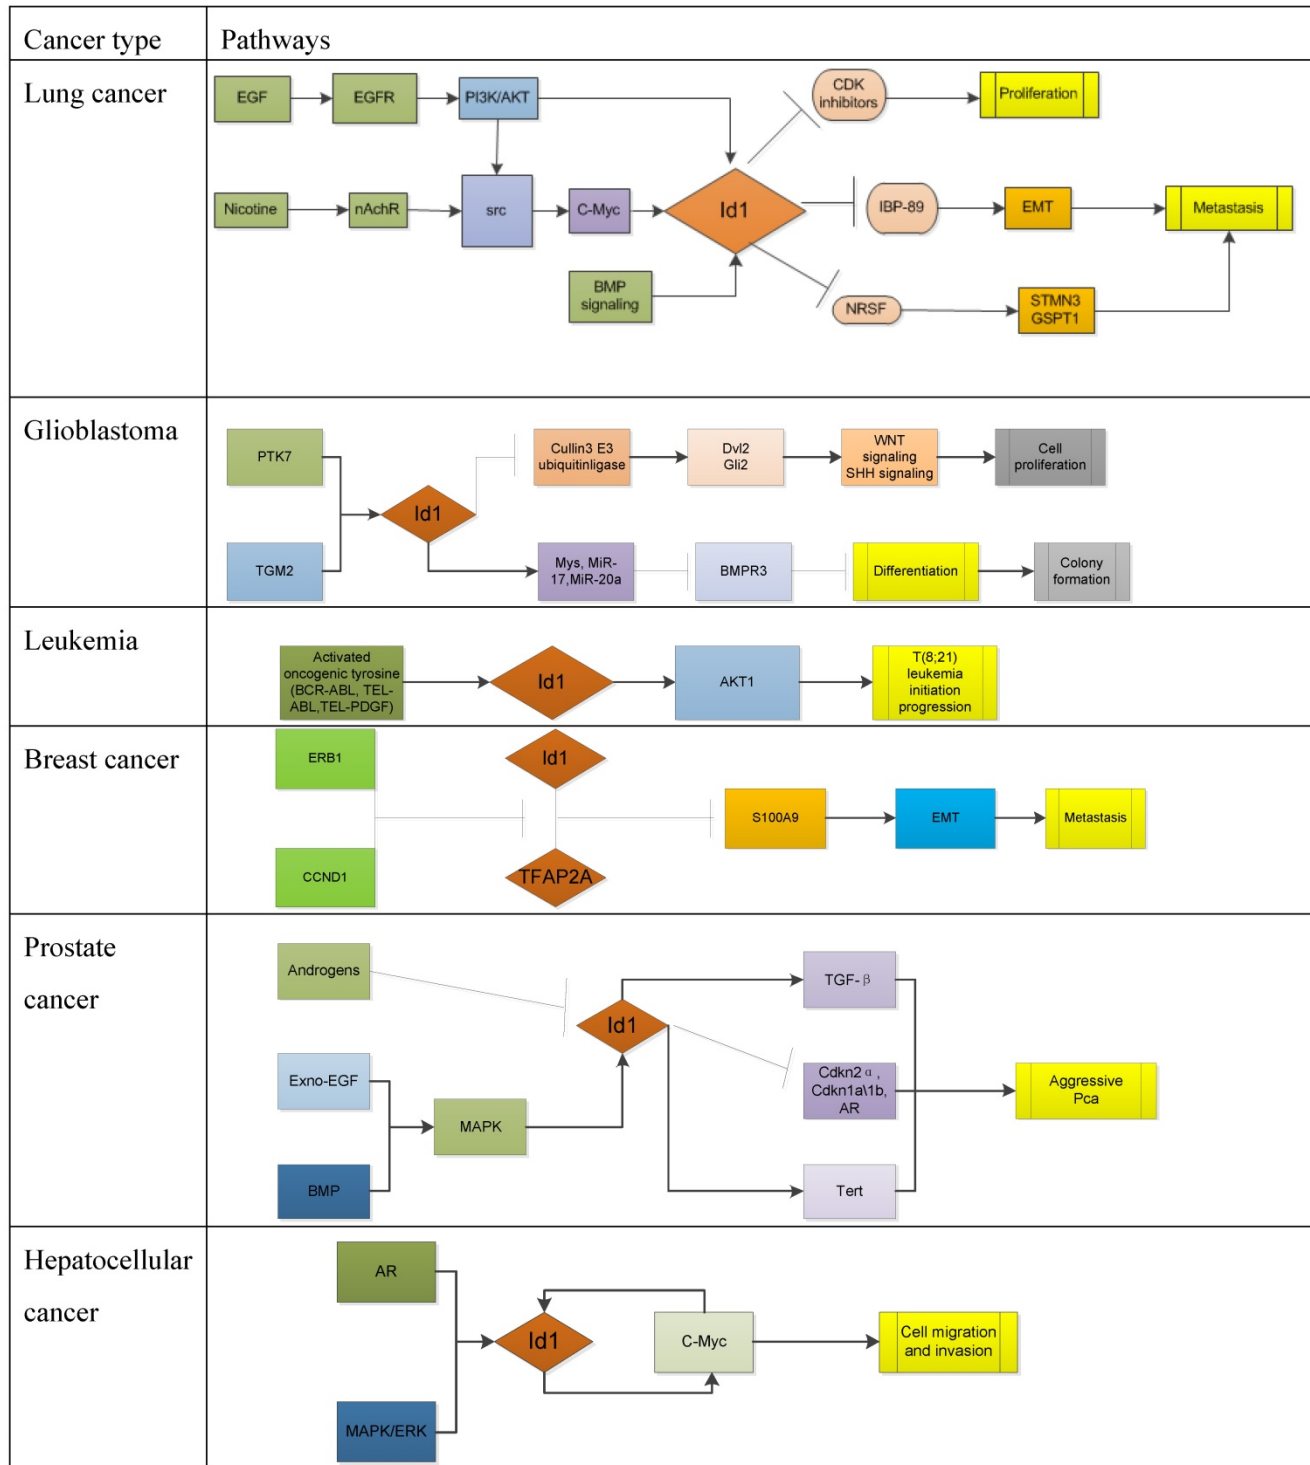 Cancer type
Pathways
Lung cancer
EGF
EGFR
PI3K/AKT
CDK
inhibitors
Proliferation
Nicotine
nAchR
src
C-Myc
Id1
IBP-89
EMT
Metastasis
BMP
signaling
NRSF
STMN3
GSPT1
Glioblastoma
PTK7
TGM2
Id1
Cullin3 E3
ubiquitinligase
Dvl2
Gli2
WNT
signaling
SHH signaling
Cell
proliferation
Mys, MiR-
17,MiR-20a
BMPR3
Differentiation
Colony
formation
Leukemia
Activated
oncogenic tyrosine
(BCR-ABL, TEL-
ABL,TEL-PDGF)
Id1
AKT1
T(8;21)
leukemia
initiation
progression
Breast cancer
ERB1
CCND1
Id1
TFAP2A
S100A9
EMT
Metastasis
Prostate
cancer
Androgens
Exno-EGF
BMP
MAPK
Id1
TGF-β
Cdkn2α,
Cdkn1a\1b,
AR
Tert
Aggressive
Pca
Hepatocellular
cancer
AR
MAPK/ERK
Id1
C-Myc
Cell migration
and invasion